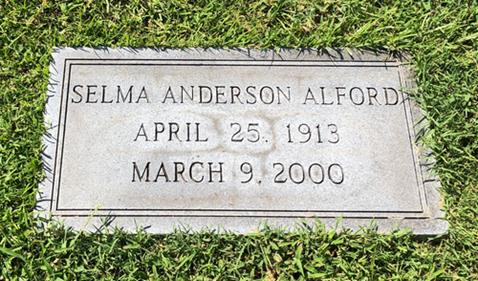 SELMA ANDERSON ALFORD
APRIL 25, 1913
MARCH 9, 2000